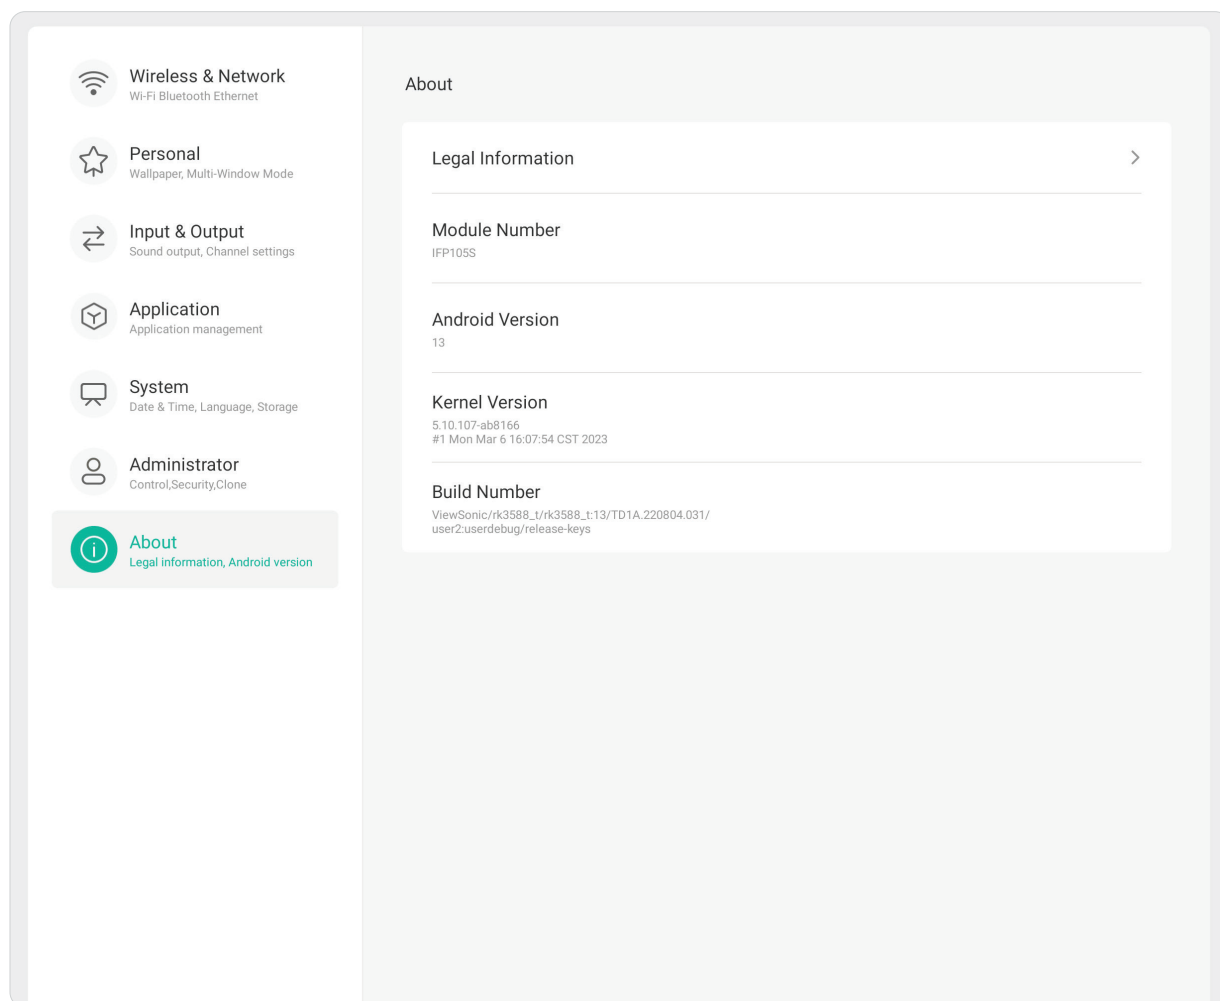 Wireless & Network
Wi-Fi Bluetooth Ethernet
Personal
Wallpaper, Multi-Window Mode
Input & Output
Sound output, Channel settings
Application
Application management
System
Date & Time, Language, Storage
Administrator
Control,Security,Clone
About
Legal information, Android version
About
Legal Information
Module Number
IFP105S
Android Version
13
Kernel Version
5.10.107-ab8166
#1 Mon Mar 6 16:07:54 CST 2023
Build Number
ViewSonic/rk3588_t/rk3588_t:13/TD1A.220804.031/
user2:userdebug/release-keys